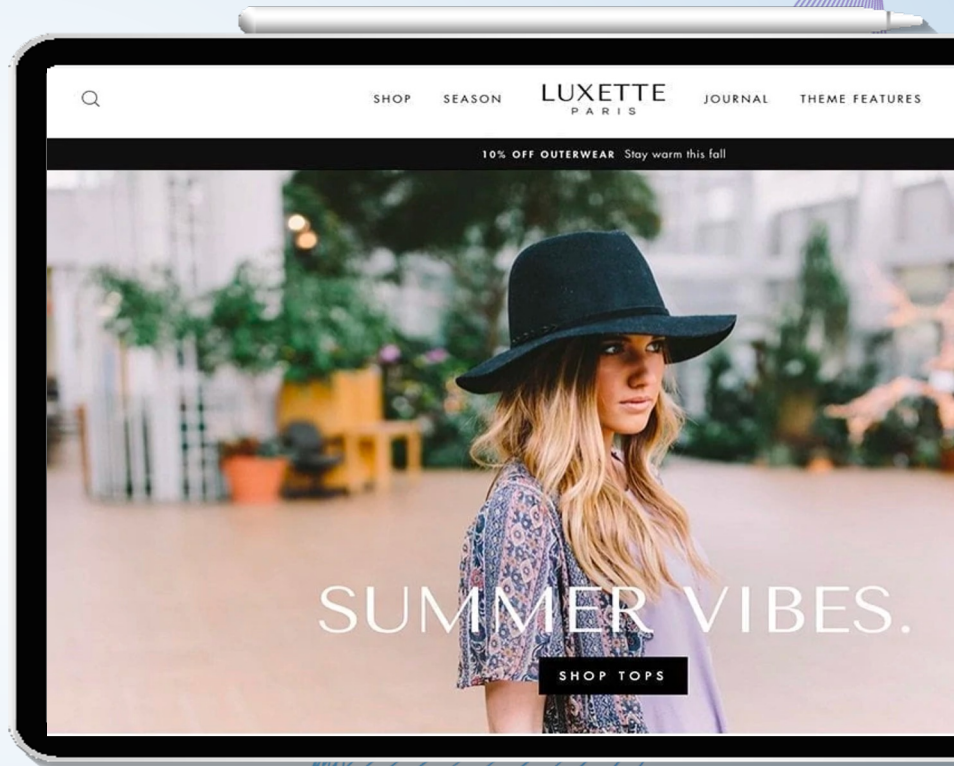 SHOP SEASON LUXETTE JOURNAL THEME FEATURES
PARIS
10% OFF OUTERWEAR Stay warm this fall
SUMMER VIBES.
SHOP TOPS